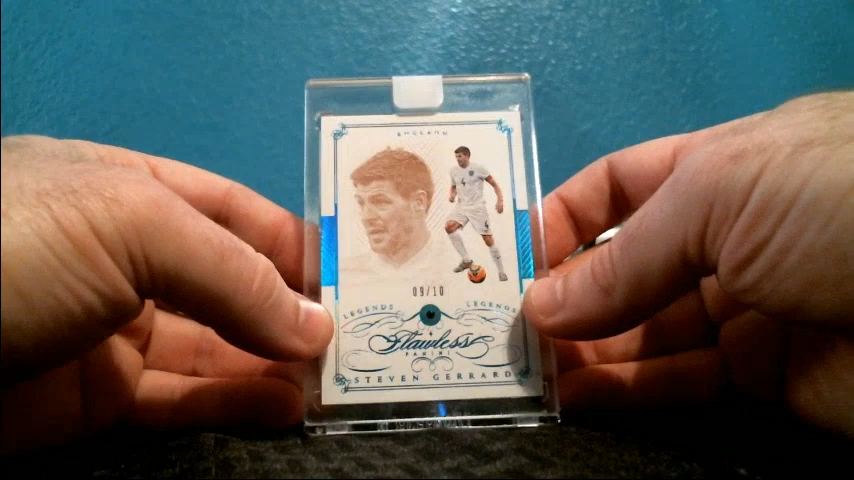 ENGLAND
09/10
LEGENDS LEGENDS
Flawless
PANINI
STEVEN GERRARD